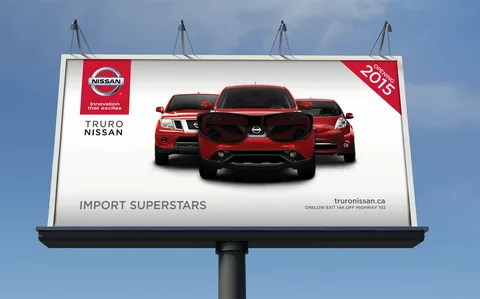 NISSAN
Innovation
that excites
TRURO
NISSAN
OPENING
2015
IMPORT SUPERSTARS
truronissan.ca
ONSLOW EXIT 14A OFF HIGHWAY 102